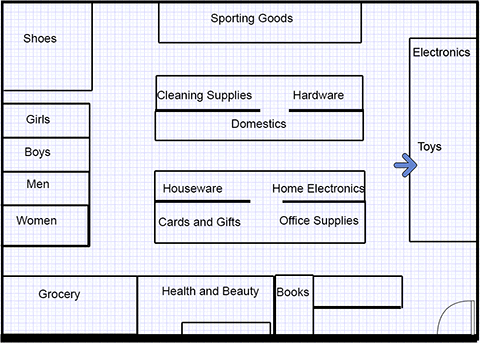 Sporting Goods
Shoes
Electronics
Cleaning Supplies
Hardware
Girls
Domestics
Boys
Toys
Men
Houseware
Home Electronics
Women
Cards and Gifts
Office Supplies
Grocery
Health and Beauty
Books